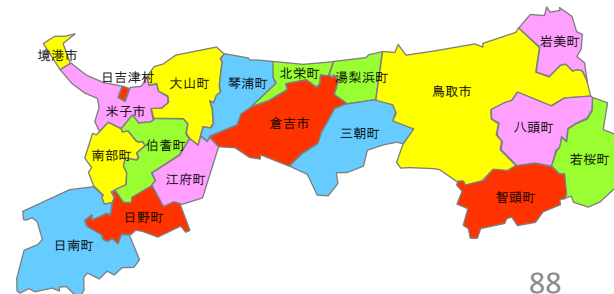 境港市
日吉津村
米子市
大山町
琴浦町
北栄町
湯梨浜町
鳥取市
岩美町
八頭町
若桜町
智頭町
三朝町
倉吉市
伯耆町
南部町
江府町
日野町
日南町
88